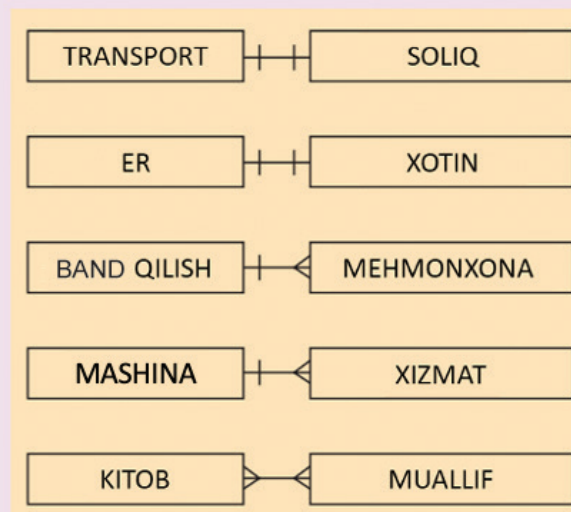 TRANSPORT SOLIQ
ER XOTIN
BAND QILISH MEHMONXONA
MASHINA XIZMAT
KITOB MUALLIF